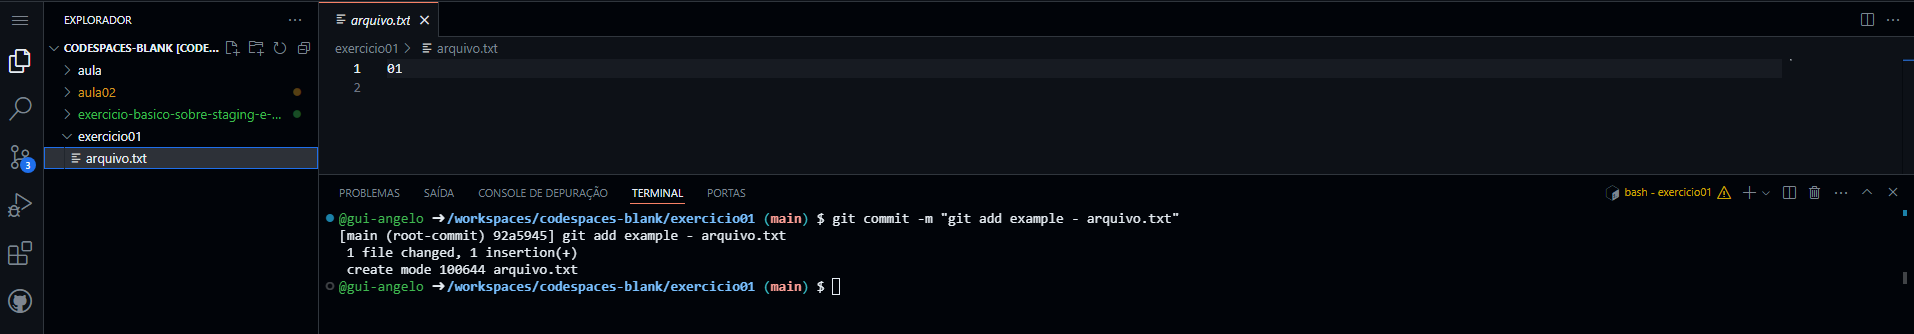 EXPLORADOR
CODESPACES-BLANK [CODE...
aula
aula02
exercicio-basico-sobre-staging-e-...
exercicio01
arquivo.txt
3
arquivo.txt
exercicio01 > arquivo.txt
1 01
2
PROBLEMAS SAÍDA CONSOLE DE DEPURAÇÃO TERMINAL PORTAS
bash - exercicio01
@gui-angelo ➜/workspaces/codespaces-blank/exercicio01 (main) $ git commit -m "git add example - arquivo.txt"
[main (root-commit) 92a5945] git add example - arquivo.txt
1 file changed, 1 insertion(+)
create mode 100644 arquivo.txt
@gui-angelo ➜/workspaces/codespaces-blank/exercicio01 (main) $